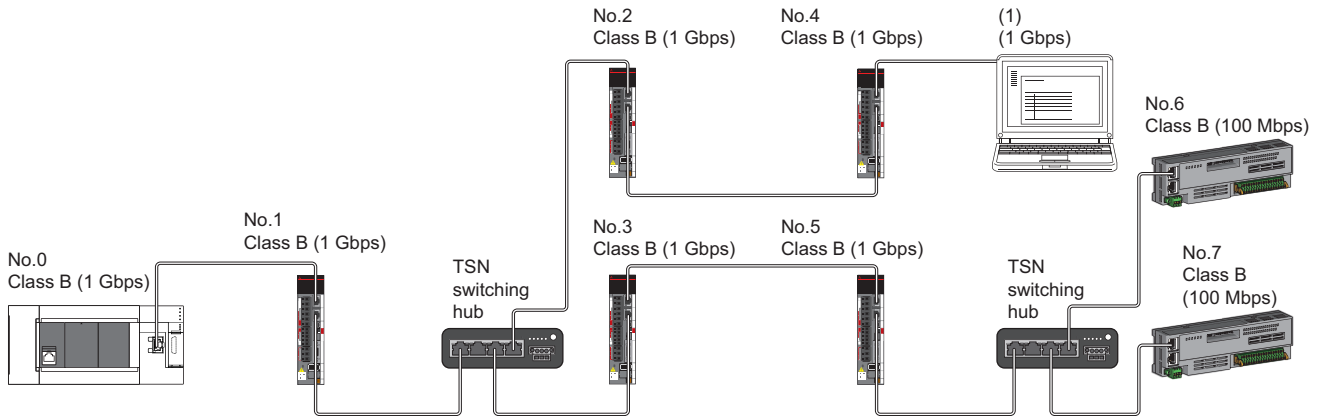 No.2
Class B (1 Gbps)
No.4
Class B (1 Gbps)
(1)
(1 Gbps)
No.6
Class B (100 Mbps)
No.1
Class B (1 Gbps)
No.0
Class B (1 Gbps)
TSN
switching
hub
No.3
Class B (1 Gbps)
No.5
Class B (1 Gbps)
TSN
switching
hub
No.7
Class B
(100 Mbps)